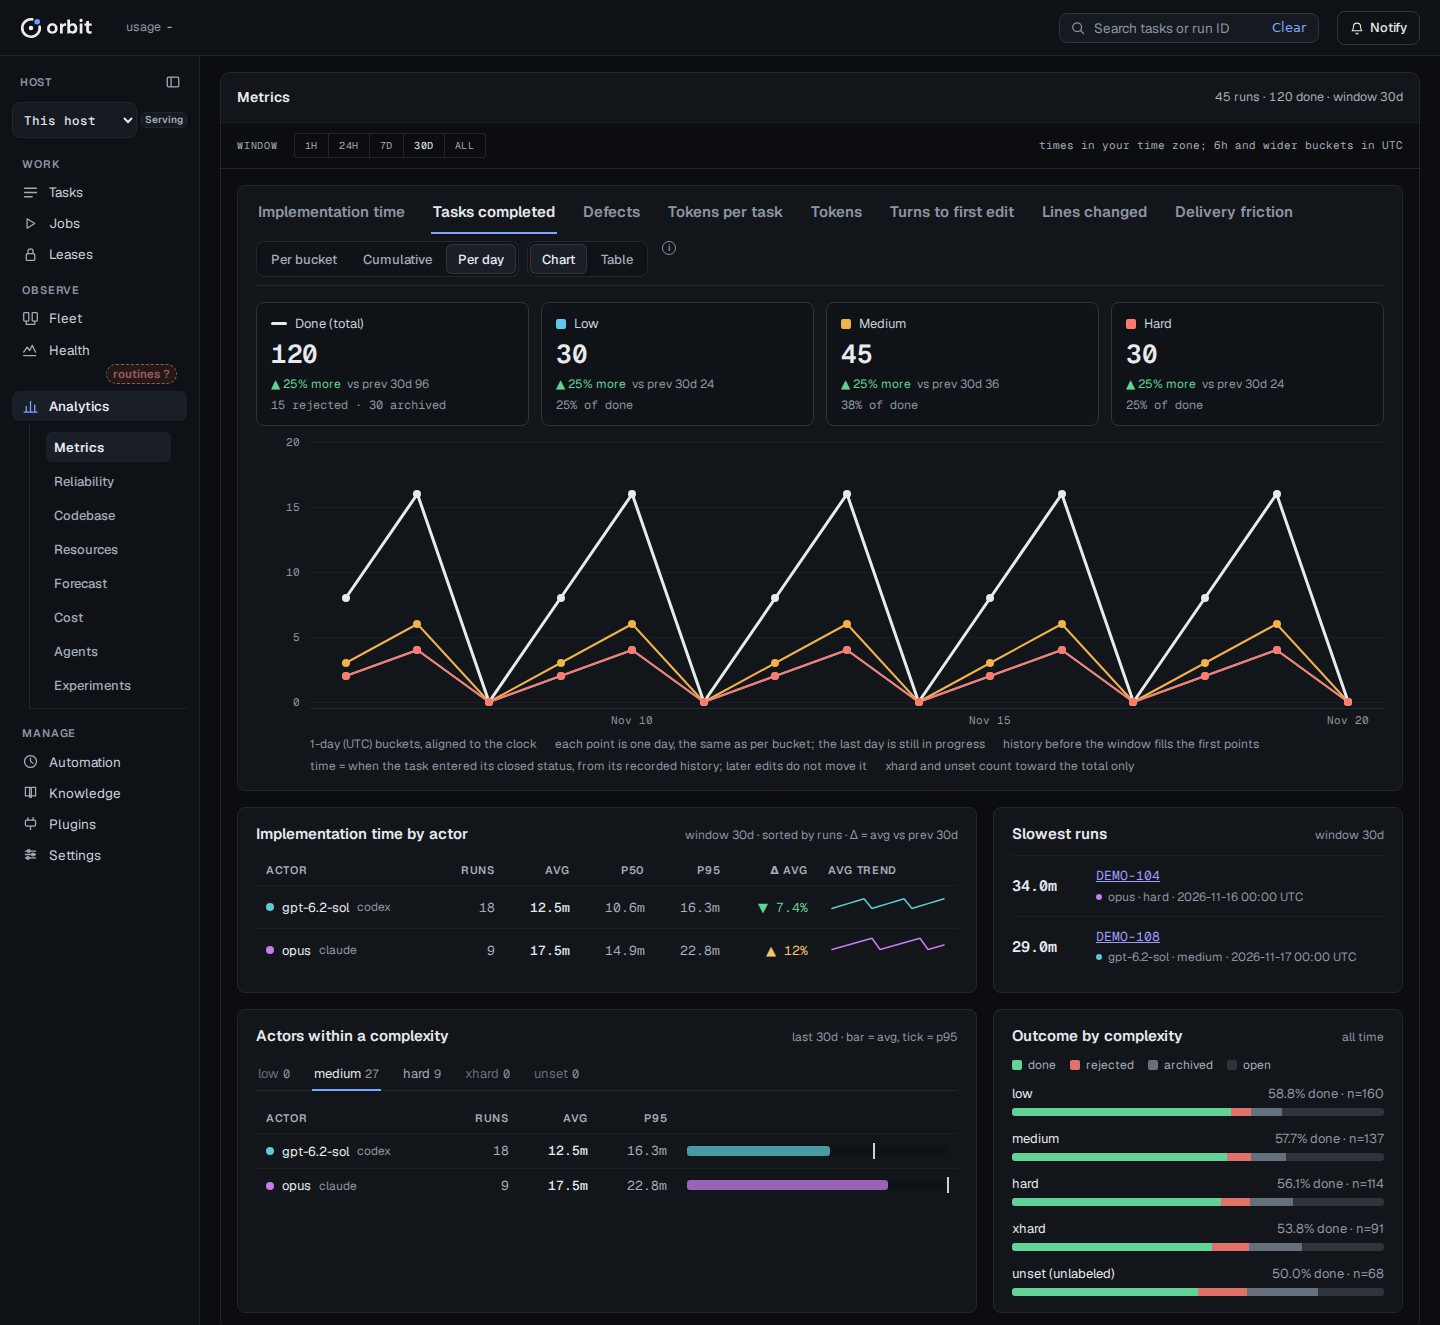 orbit
usage -
Search tasks or run ID
Clear
Notify
HOST
This host
Serving
WORK
Tasks
Jobs
Leases
OBSERVE
Fleet
Health
routines ?
Analytics
Metrics
Reliability
Codebase
Resources
Forecast
Cost
Agents
Experiments
MANAGE
Automation
Knowledge
Plugins
Settings
Metrics
45 runs · 120 done · window 30d
WINDOW 1H 24H 7D 30D ALL
times in your time zone; 6h and wider buckets in UTC
Implementation time Tasks completed Defects Tokens per task Tokens Turns to first edit Lines changed Delivery friction
Per bucket Cumulative Per day Chart Table
Done (total)
120
▲ 25% more vs prev 30d 96
15 rejected · 30 archived
Low
30
▲ 25% more vs prev 30d 24
25% of done
Medium
45
▲ 25% more vs prev 30d 36
38% of done
Hard
30
▲ 25% more vs prev 30d 24
25% of done
20
15
10
5
0
Nov 10 Nov 15 Nov 20
1-day (UTC) buckets, aligned to the clock each point is one day, the same as per bucket; the last day is still in progress history before the window fills the first points
time = when the task entered its closed status, from its recorded history; later edits do not move it xhard and unset count toward the total only
Implementation time by actor
window 30d · sorted by runs · Δ = avg vs prev 30d
ACTOR RUNS AVG P50 P95 Δ AVG AVG TREND
gpt-6.2-sol codex 18 12.5m 10.6m 16.3m ▼ 7.4%
opus claude 9 17.5m 14.9m 22.8m ▲ 12%
Slowest runs
window 30d
34.0m
DEMO-104
opus · hard · 2026-11-16 00:00 UTC
29.0m
DEMO-108
gpt-6.2-sol · medium · 2026-11-17 00:00 UTC
Actors within a complexity
last 30d · bar = avg, tick = p95
low 0 medium 27 hard 9 xhard 0 unset 0
ACTOR RUNS AVG P95
gpt-6.2-sol codex 18 12.5m 16.3m
opus claude 9 17.5m 22.8m
Outcome by complexity
all time
done rejected archived open
low 58.8% done · n=160
medium 57.7% done · n=137
hard 56.1% done · n=114
xhard 53.8% done · n=91
unset (unlabeled) 50.0% done · n=68